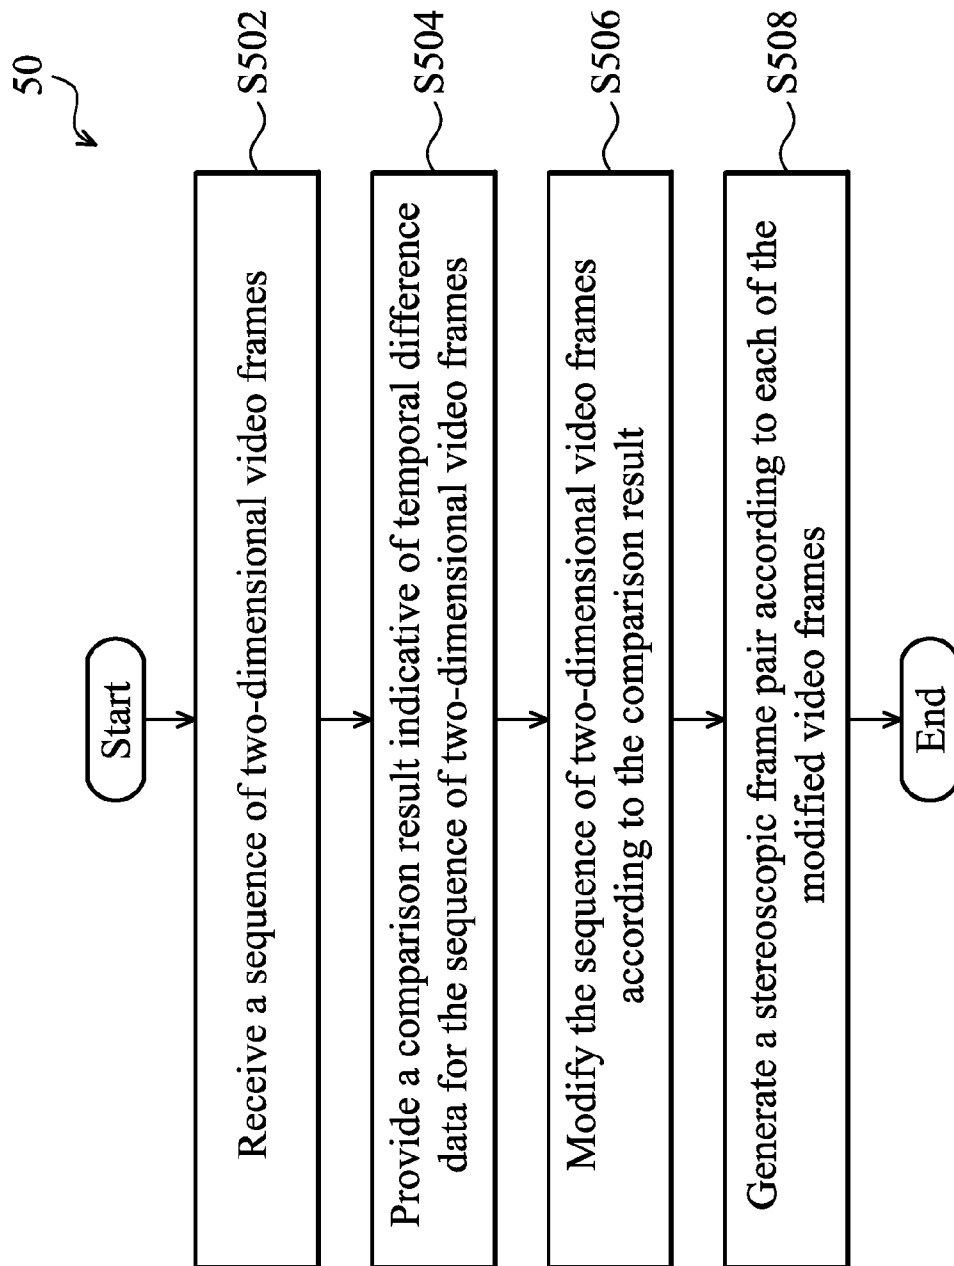 50
Start
Receive a sequence of two-dimensional video frames
S502
Provide a comparison result indicative of temporal difference
data for the sequence of two-dimensional video frames
S504
Modify the sequence of two-dimensional video frames
according to the comparison result
S506
Generate a stereoscopic frame pair according to each of the
modified video frames
S508
End